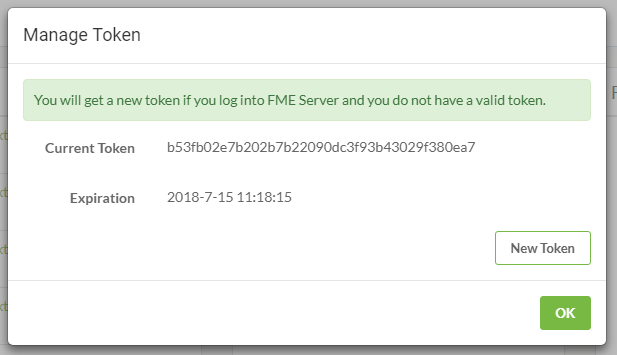 Manage Token
You will get a new token if you log into FME Server and you do not have a valid token.
Current Token b53fb02e7b202b7b22090dc3f93b43029f380ea7
Expiration 2018-7-15 11:18:15
New Token
OK